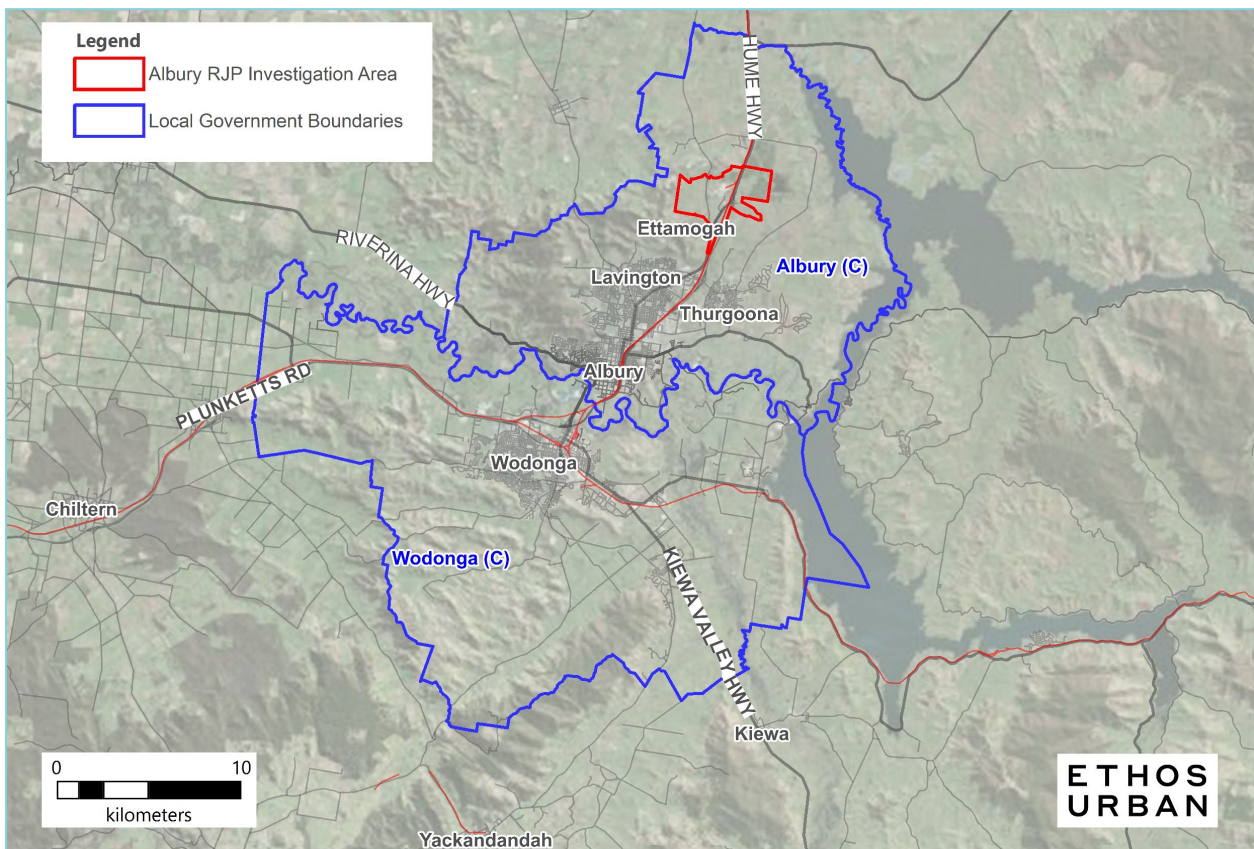 Legend
Albury RJP Investigation Area
Local Government Boundaries
HUME HWY
Ettamogah
RIVERINA HWY
Lavington
Albury (C)
Thurgoona
Albury
PLUNKETTS RD
Wodonga
Chiltern
Wodonga (C)
KIEWA VALLEY HWY
Kiewa
0 10
kilometers
Yackandandah
ETHOS
URBAN